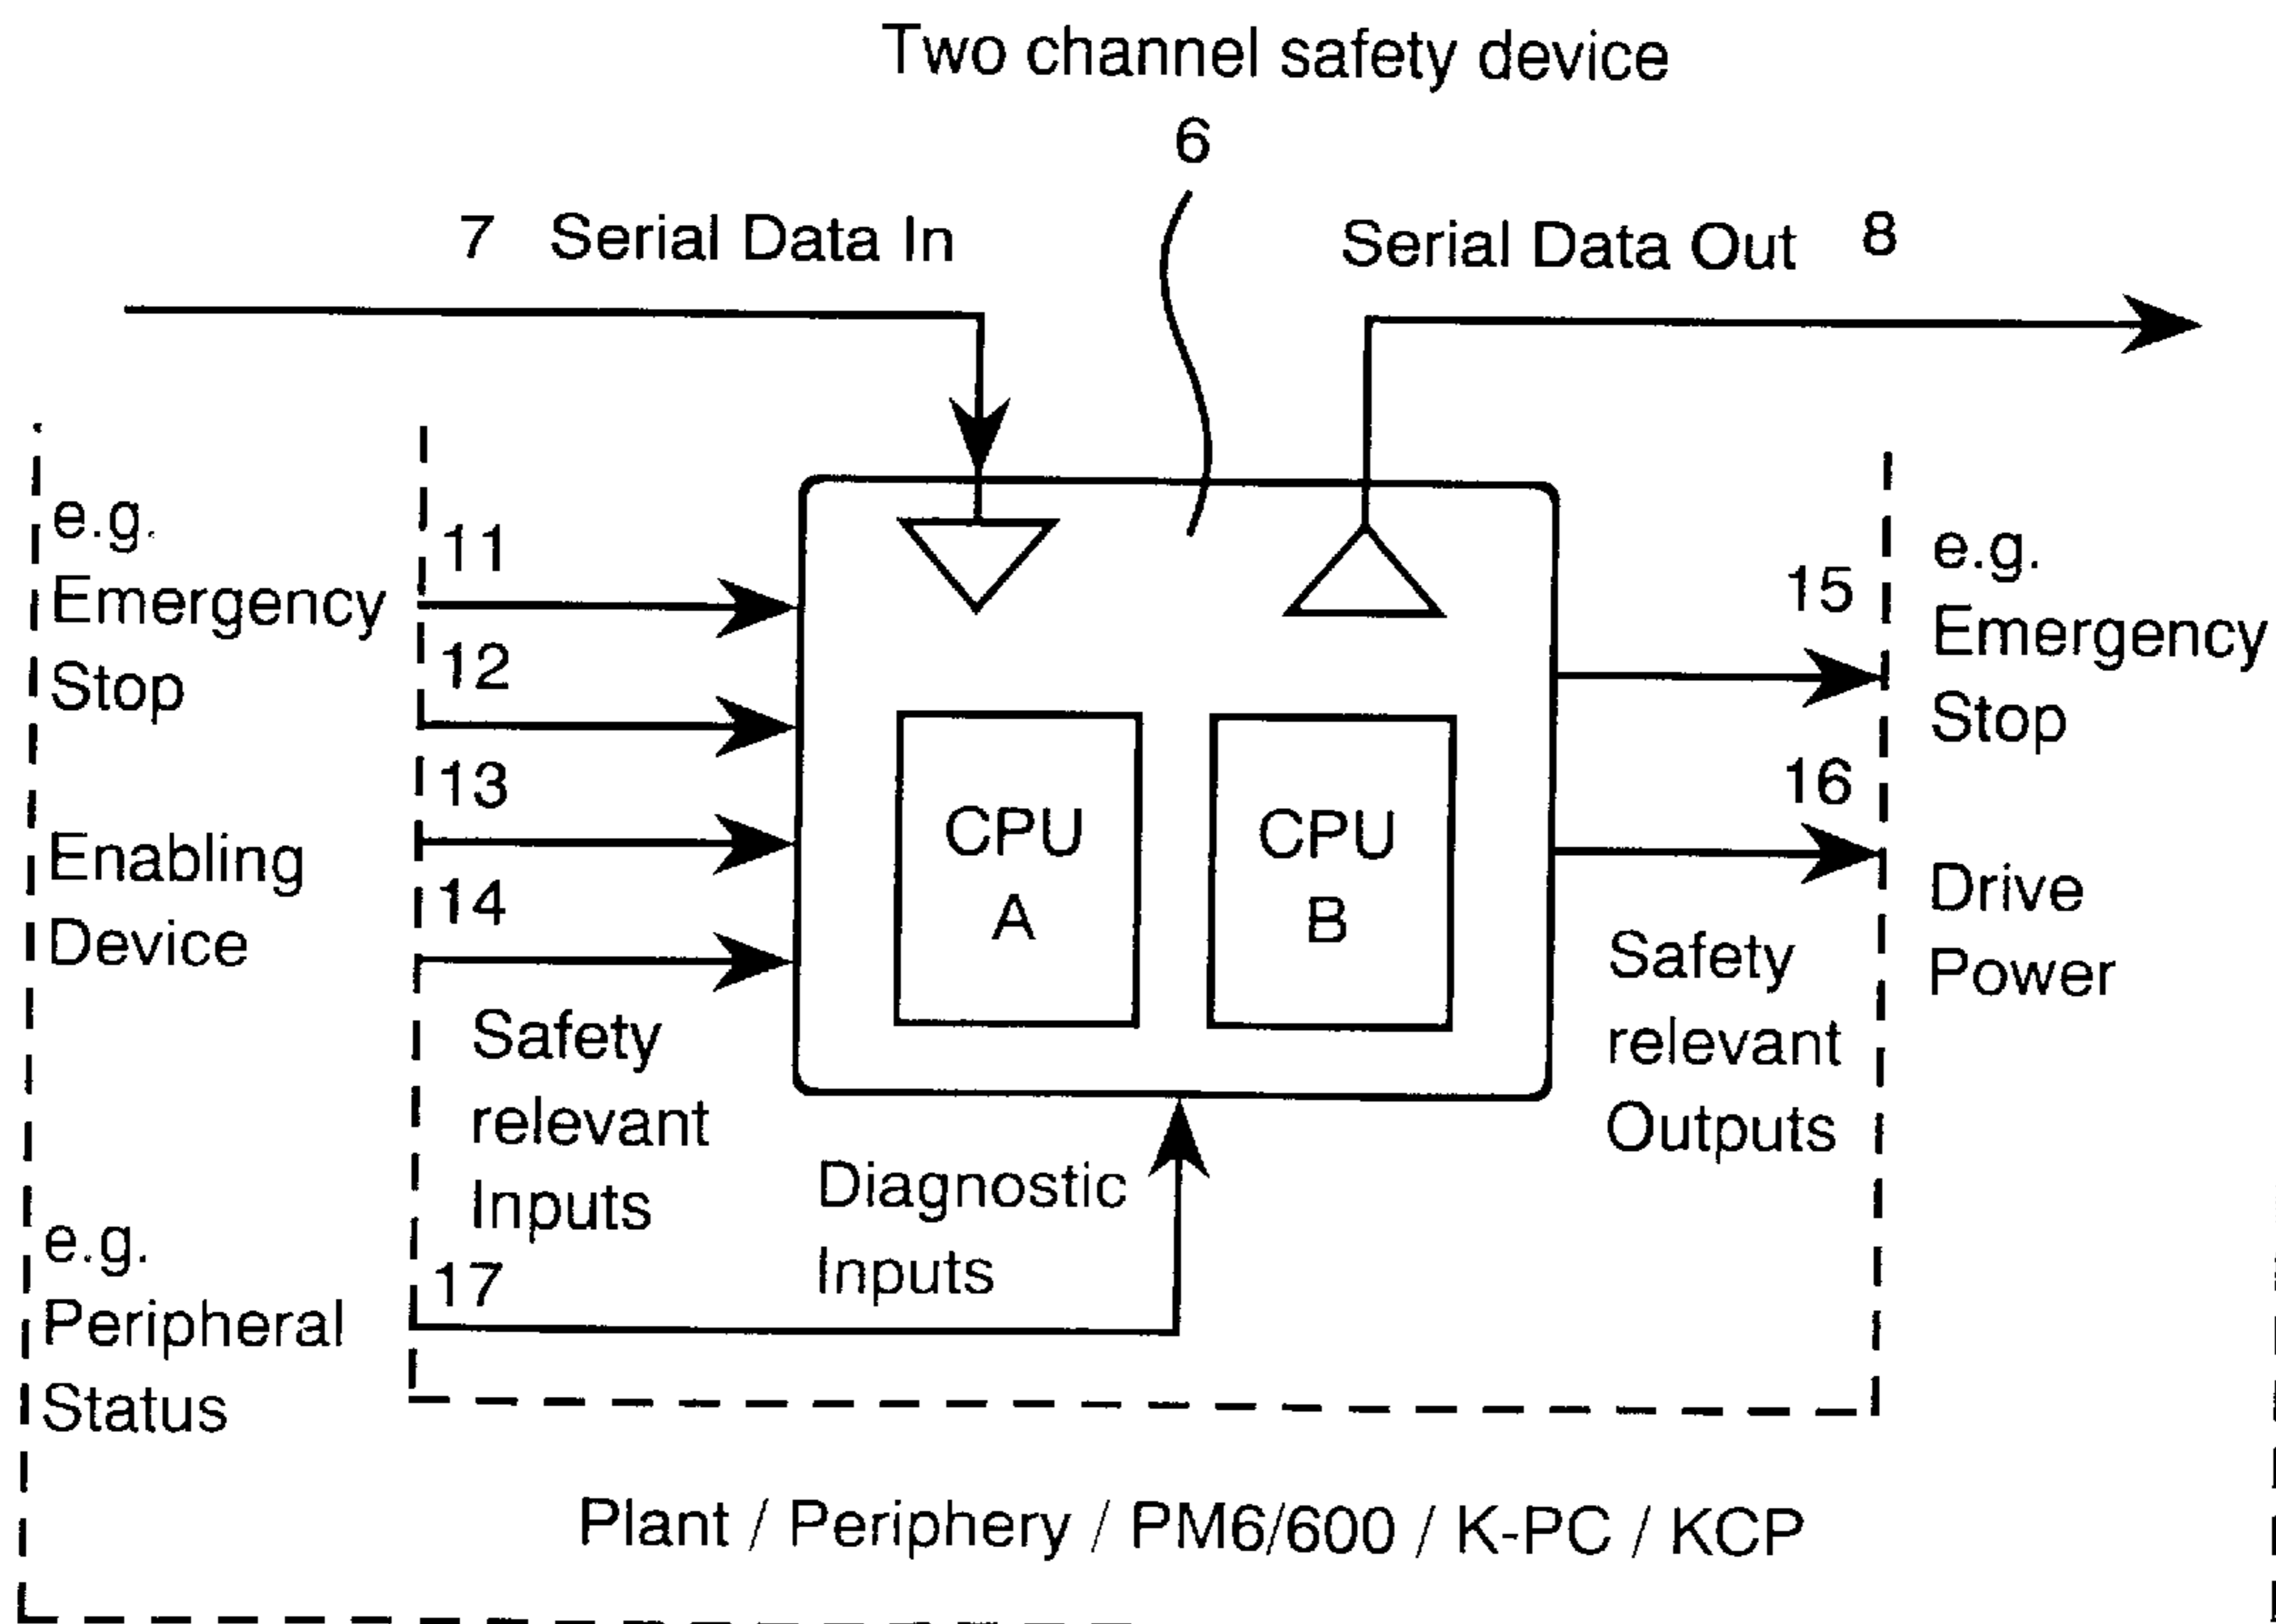 Two channel safety device
6
7 Serial Data In
Serial Data Out 8
e.g.
Emergency
Stop
Enabling
Device
e.g.
Peripheral
Status
11
12
13
14
Safety
relevant
Inputs
17
Diagnostic
Inputs
CPU
A
CPU
B
15
16
Safety
relevant
Outputs
e.g.
Emergency
Stop
Drive
Power
Plant / Periphery / PM6/600 / K-PC / KCP